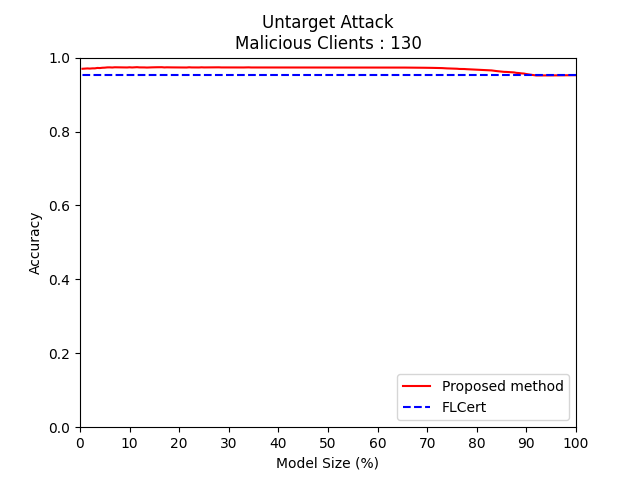 Untarget Attack
Malicious Clients : 130
1.0
0.8
0.6
0.4
0.2
0.0
Accuracy
0 10 20 30 40 50 60 70 80 90 100
Model Size (%)
Proposed method
FLCert